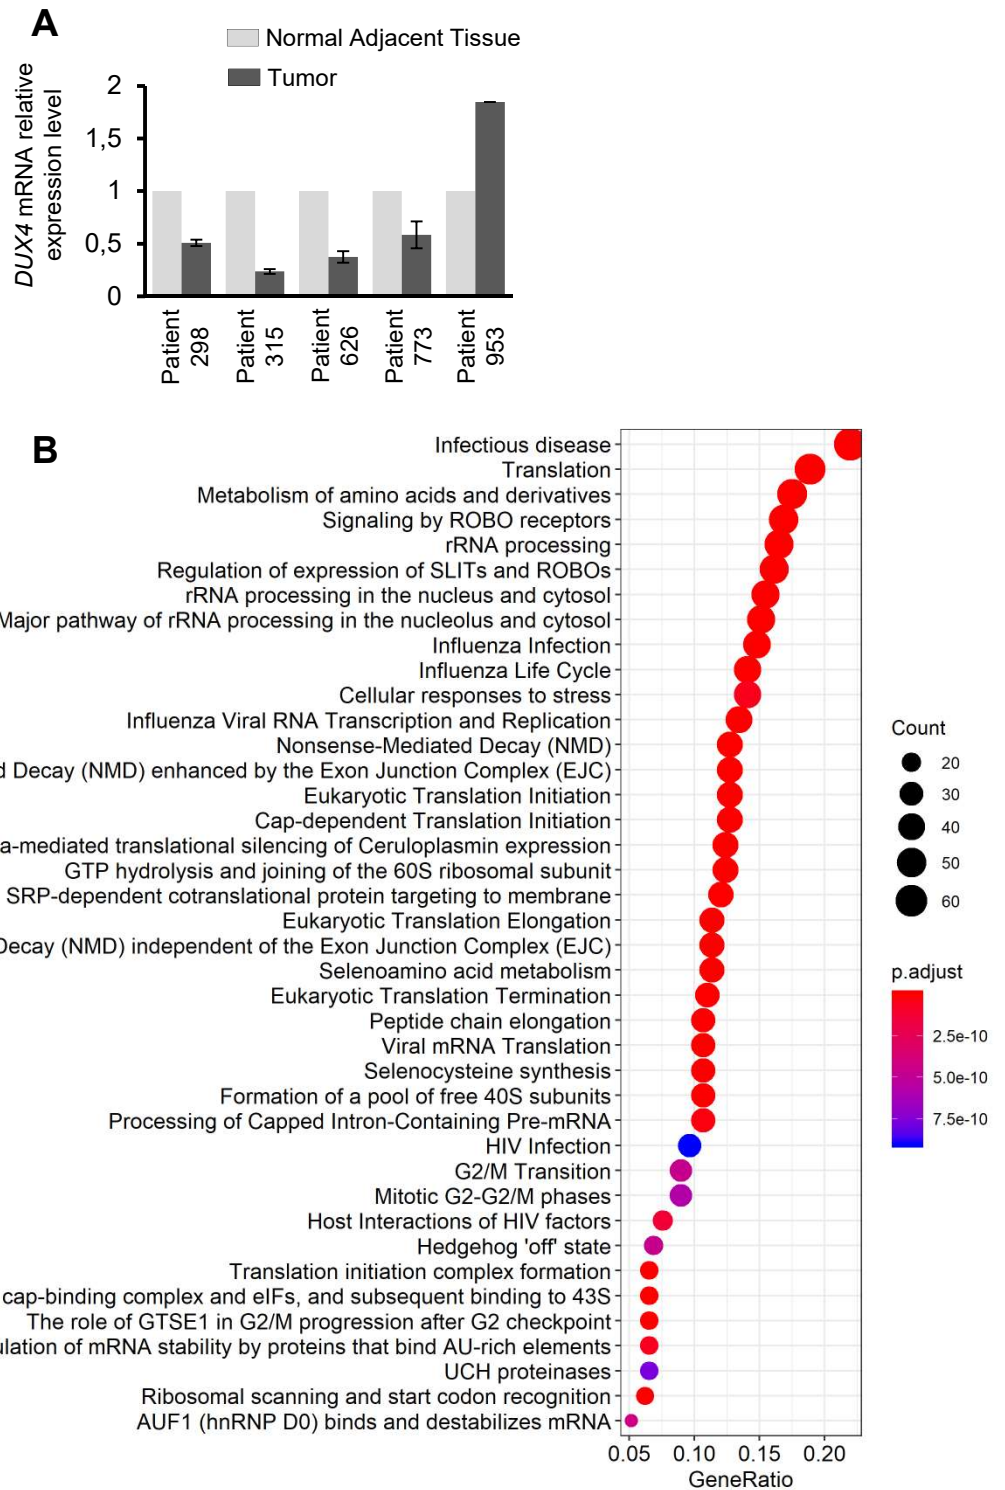 A
Normal Adjacent Tissue
Tumor
DUX4 mRNA relative
expression level
2
1,5
1
0,5
0
Patient
298
Patient
315
Patient
626
Patient
773
Patient
953
B
Infectious disease
Translation
Metabolism of amino acids and derivatives
Signaling by ROBO receptors
rRNA processing
Regulation of expression of SLITs and ROBOs
rRNA processing in the nucleus and cytosol
Major pathway of rRNA processing in the nucleolus and cytosol
Influenza Infection
Influenza Life Cycle
Cellular responses to stress
Influenza Viral RNA Transcription and Replication
Nonsense-Mediated Decay (NMD)
d Decay (NMD) enhanced by the Exon Junction Complex (EJC)
Eukaryotic Translation Initiation
Cap-dependent Translation Initiation
a-mediated translational silencing of Ceruloplasmin expression
GTP hydrolysis and joining of the 60S ribosomal subunit
SRP-dependent cotranslational protein targeting to membrane
Eukaryotic Translation Elongation
Decay (NMD) independent of the Exon Junction Complex (EJC)
Selenoamino acid metabolism
Eukaryotic Translation Termination
Peptide chain elongation
Viral mRNA Translation
Selenocysteine synthesis
Formation of a pool of free 40S subunits
Processing of Capped Intron-Containing Pre-mRNA
HIV Infection
G2/M Transition
Mitotic G2-G2/M phases
Host Interactions of HIV factors
Hedgehog 'off' state
Translation initiation complex formation
cap-binding complex and eIFs, and subsequent binding to 43S
The role of GTSE1 in G2/M progression after G2 checkpoint
ulation of mRNA stability by proteins that bind AU-rich elements
UCH proteinases
Ribosomal scanning and start codon recognition
AUF1 (hnRNP D0) binds and destabilizes mRNA
0.05 0.10 0.15 0.20
GeneRatio
Count
20
30
40
50
60
p.adjust
2.5e-10
5.0e-10
7.5e-10